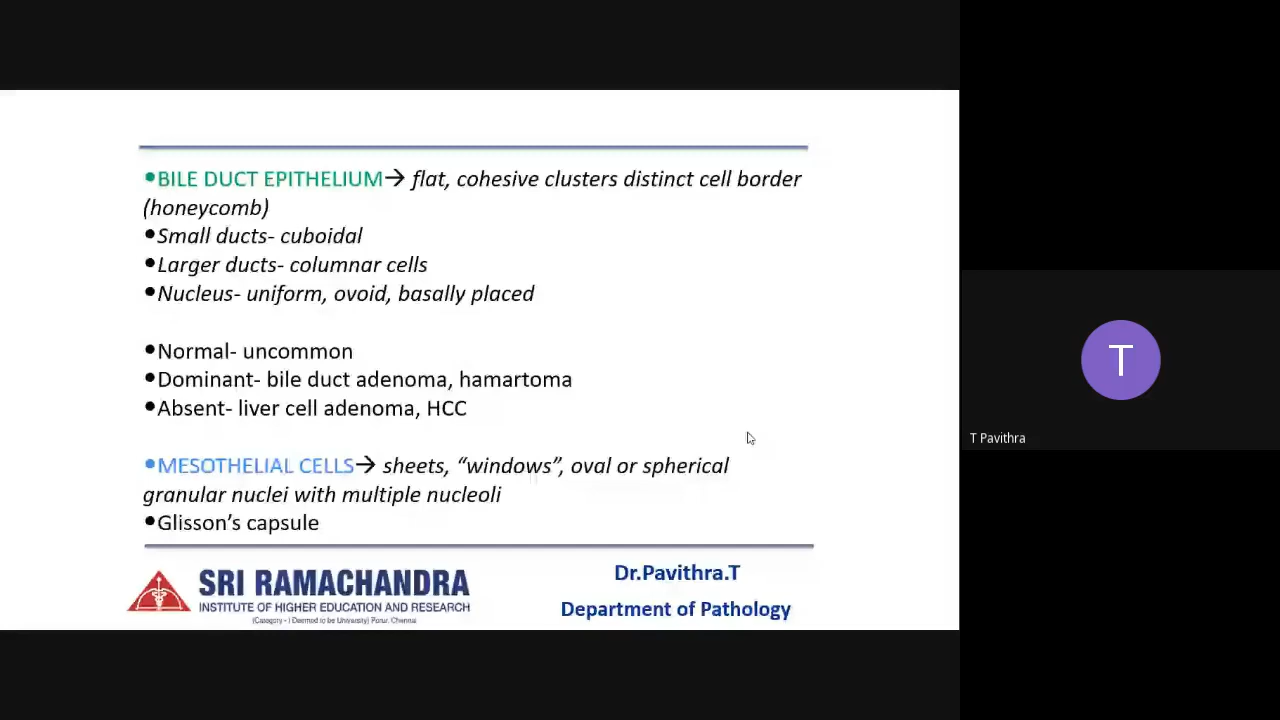 •BILE DUCT EPITHELIUM→ flat, cohesive clusters distinct cell border
(honeycomb)
•Small ducts- cuboidal
•Larger ducts- columnar cells
•Nucleus- uniform, ovoid, basally placed
•Normal- uncommon
•Dominant- bile duct adenoma, hamartoma
•Absent- liver cell adenoma, HCC
•MESOTHELIAL CELLS→ sheets, “windows”, oval or spherical
granular nuclei with multiple nucleoli
•Glisson’s capsule
SRI RAMACHANDRA
INSTITUTE OF HIGHER EDUCATION AND RESEARCH
(Category - I Deemed to be University) Porur, Chennai
Dr.Pavithra.T
Department of Pathology
T
T Pavithra